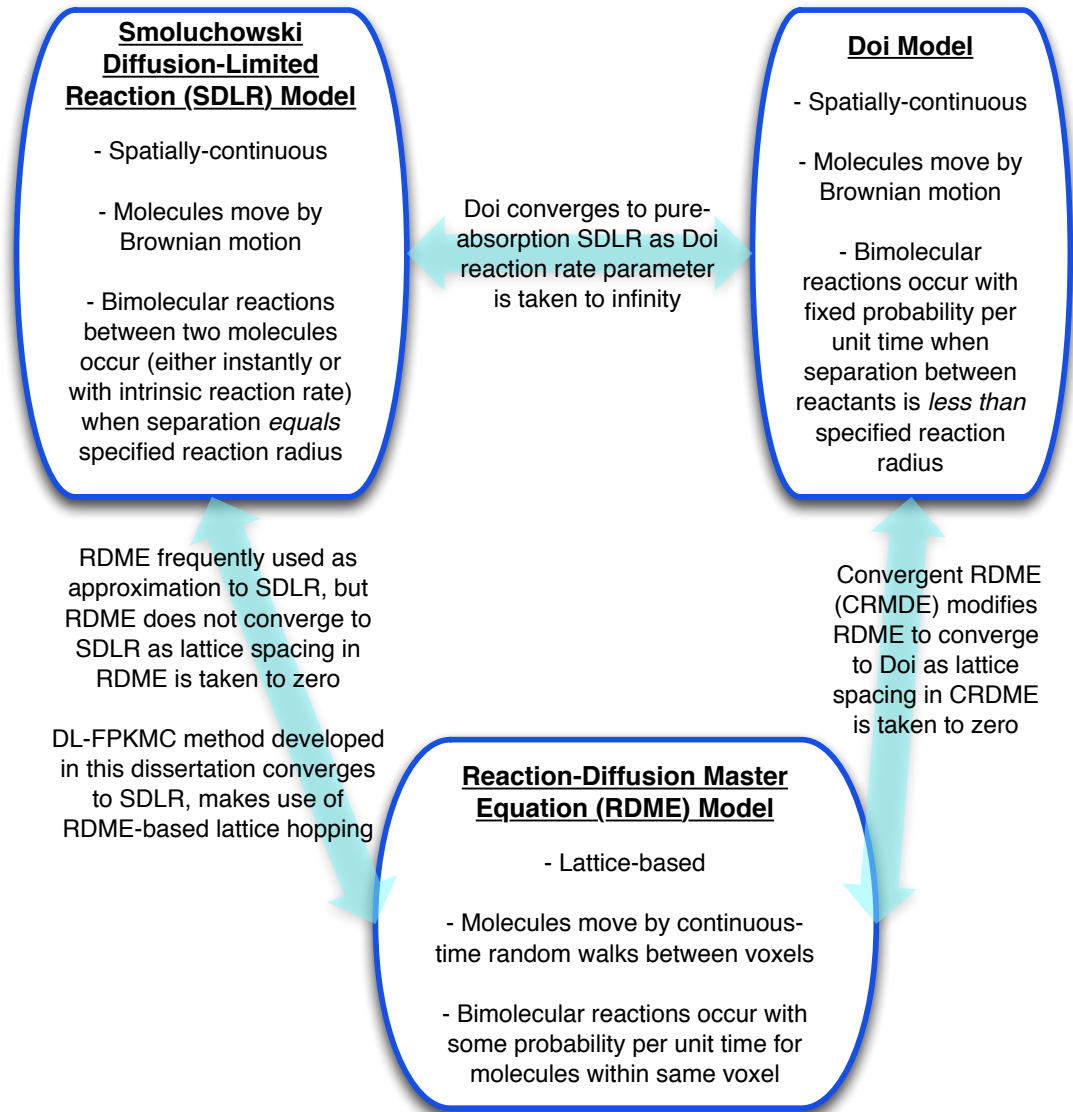 Smoluchowski
Diffusion-Limited
Reaction (SDLR) Model
- Spatially-continuous
- Molecules move by
Brownian motion
- Bimolecular reactions
between two molecules
occur (either instantly or
with intrinsic reaction rate)
when separation equals
specified reaction radius
Doi converges to pure-
absorption SDLR as Doi
reaction rate parameter
is taken to infinity
Doi Model
- Spatially-continuous
- Molecules move by
Brownian motion
- Bimolecular
reactions occur with
fixed probability per
unit time when
separation between
reactants is less than
specified reaction
radius
RDME frequently used as
approximation to SDLR, but
RDME does not converge to
SDLR as lattice spacing in
RDME is taken to zero
DL-FPKMC method developed
in this dissertation converges
to SDLR, makes use of
RDME-based lattice hopping
Convergent RDME
(CRMDE) modifies
RDME to converge
to Doi as lattice
spacing in CRDME
is taken to zero
Reaction-Diffusion Master
Equation (RDME) Model
- Lattice-based
- Molecules move by continuous-
time random walks between voxels
- Bimolecular reactions occur with
some probability per unit time for
molecules within same voxel